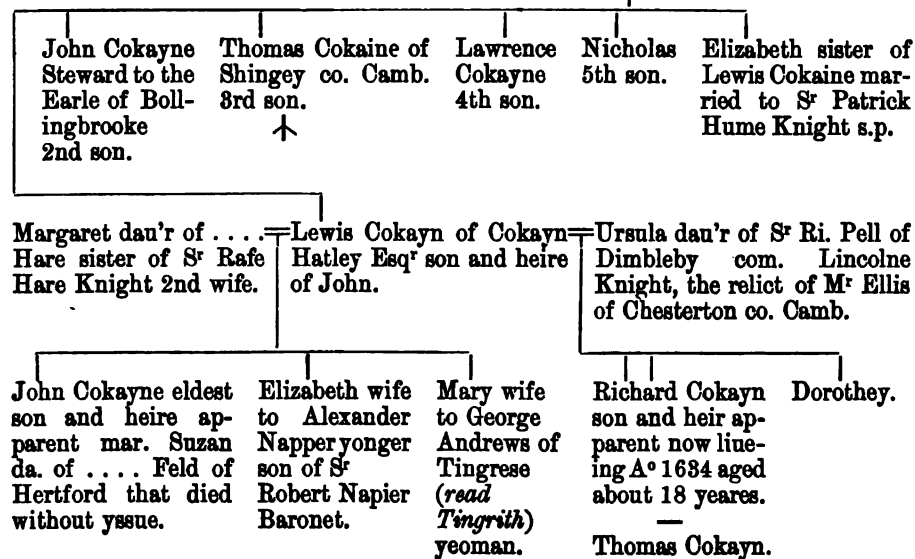 John Cokayne
Steward to the
Earle of Boll-
ingbrooke
2nd son.
Thomas Cokaine of
Shingey co. Camb.
3rd son.
Lawrence
Cokayne
4th son.
Nicholas
5th son.
Elizabeth sister of
Lewis Cokaine mar-
ried to Sr Patrick
Hume Knight s.p.
Margaret dau'r of . . . .
Hare sister of Sr Rafe
Hare Knight 2nd wife.
Lewis Cokayn of Cokayn
Hatley Esqr son and heire
of John.
Ursula dau'r of Sr Ri. Pell of
Dimbleby com. Lincolne
Knight, the relict of Mr Ellis
of Chesterton co. Camb.
John Cokayne eldest
son and heire ap-
parent mar. Suzan
da. of . . . . Feld of
Hertford that died
without yssue.
Elizabeth wife
to Alexander
Napper yonger
son of Sr
Robert Napier
Baronet.
Mary wife
to George
Andrews of
Tingrese
(read
Tingrith)
yeoman.
Richard Cokayn
son and heir ap-
parent now liue-
ing Ao 1634 aged
about 18 yeares.
—
Thomas Cokayn.
Dorothey.